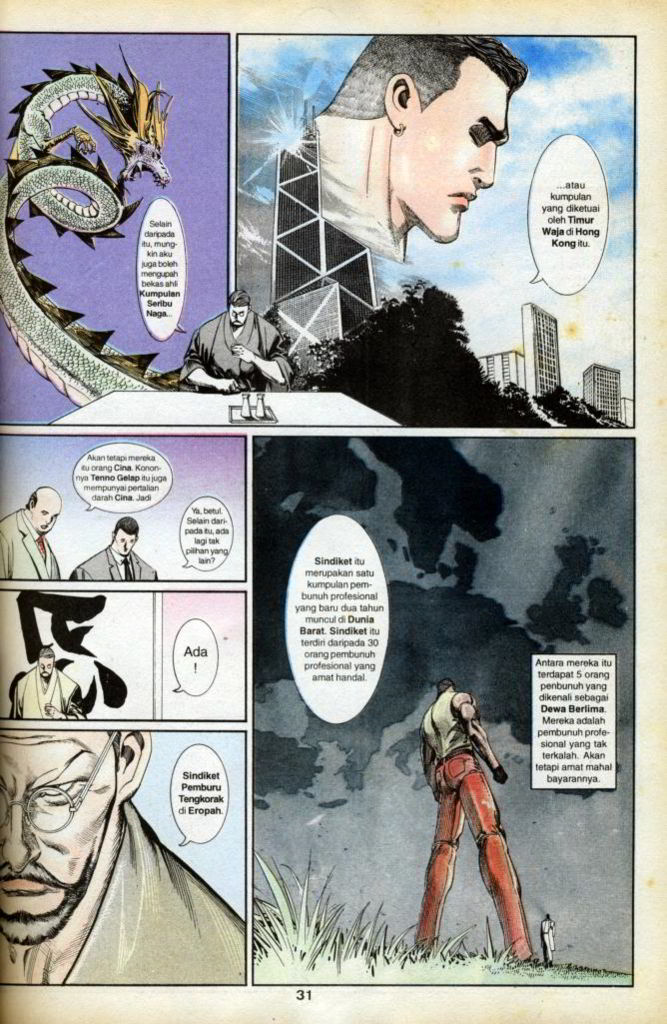 Selain
daripada
itu, mung-
kin aku
juga boleh
mengupah
bekas ahli
Kumpulan
Seribu
Naga...
...atau
kumpulan
yang diketuai
oleh Timur
Waja di Hong
Kong itu.
Akan tetapi mereka
itu orang Cina. Konon-
nya Tenno Gelap itu juga
mempunyai pertalian
darah Cina. Jadi
Ya, betul.
Selain dari-
pada itu, ada
lagi tak
pilihan yang
lain?
Ada
!
Sindiket
Pemburu
Tengkorak
di Eropah.
Sindiket itu
merupakan satu
kumpulan pem-
bunuh profesional
yang baru dua tahun
muncul di Dunia
Barat. Sindiket itu
terdiri daripada 30
orang pembunuh
profesional yang
amat handal.
Antara mereka itu
terdapat 5 orang
penbunuh yang
dikenali sebagai
Dewa Berlima.
Mereka adalah
pembunuh profe-
sional yang tak
terkalah. Akan
tetapi amat mahal
bayarannya.
31